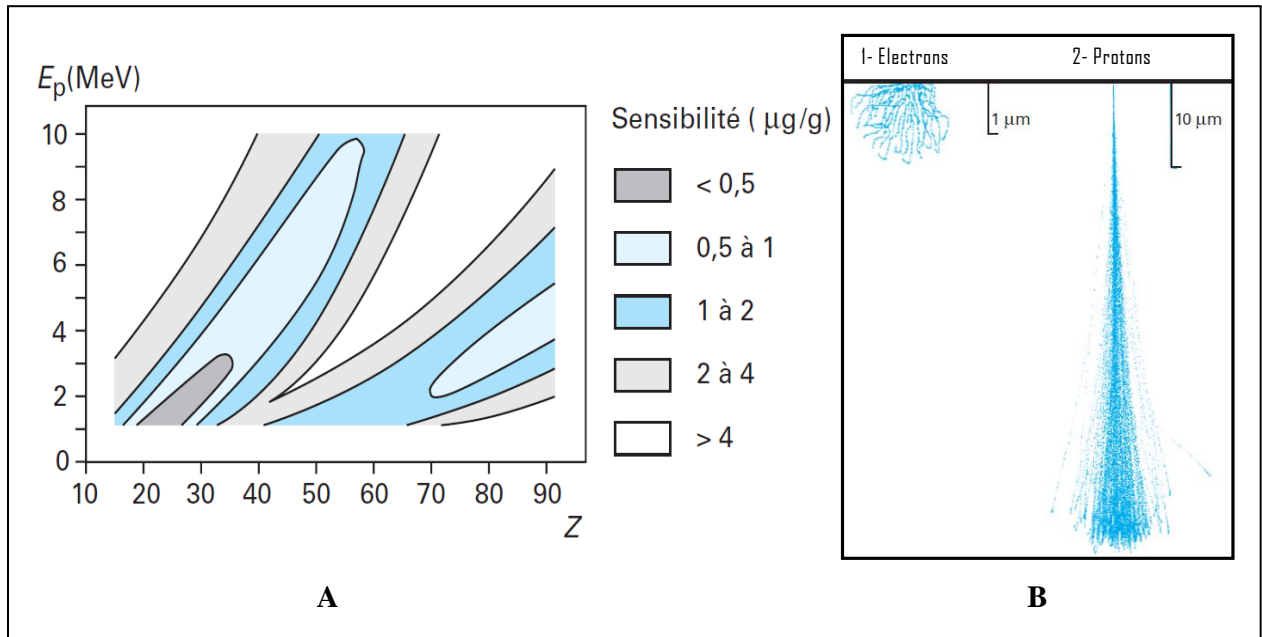 E_p(MeV)
10
8
6
4
2
0
10 20 30 40 50 60 70 80 90
Z
Sensibilité ( µg/g)
< 0,5
0,5 à 1
1 à 2
2 à 4
> 4
A
1- Electrons 2- Protons
1 µm
10 µm
B